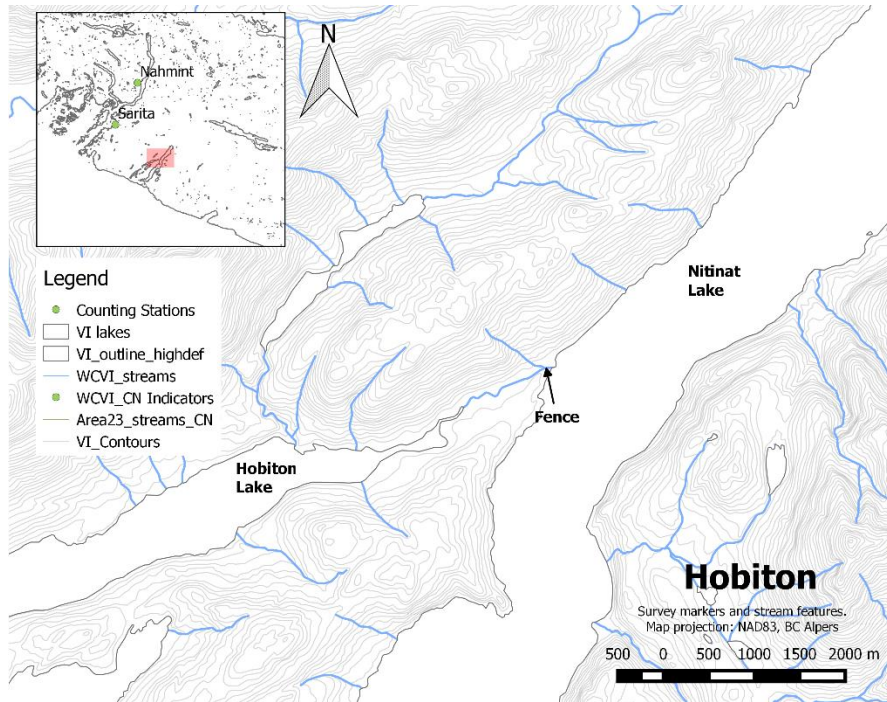 N
Nahmint
Sarita
Legend
Counting Stations
VI lakes
VI_outline_highdef
WCVI_streams
WCVI_CN Indicators
Area23_streams_CN
VI_Contours
Nitinat
Lake
Fence
Hobiton
Lake
Hobiton
Survey markers and stream features.
Map projection: NAD83, BC Alpers
500 0 500 1000 1500 2000 m